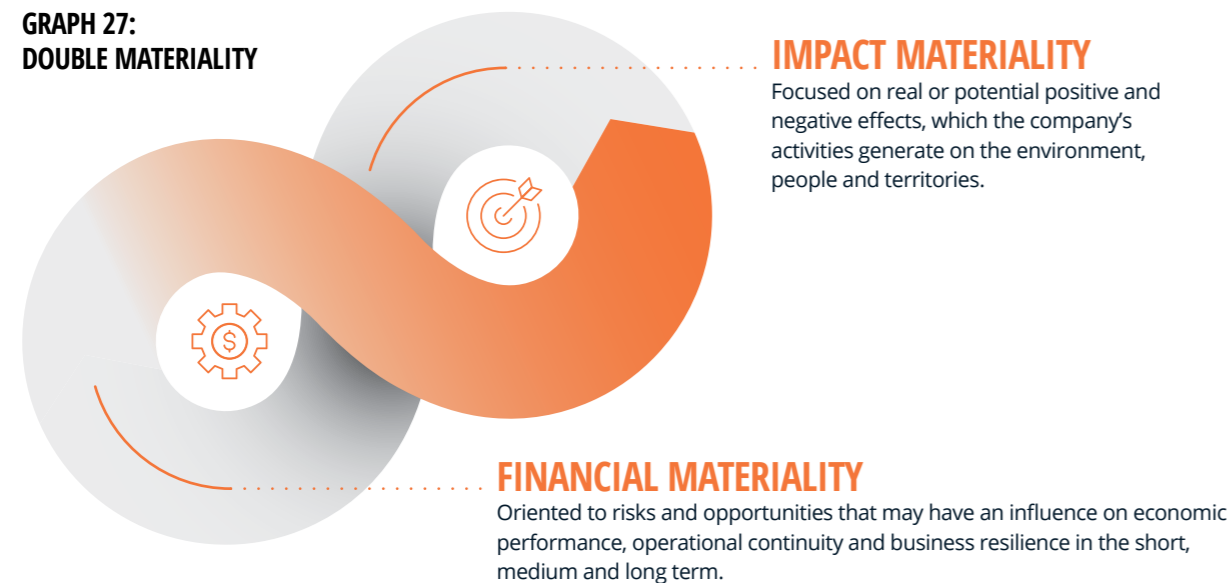 GRAPH 27:
DOUBLE MATERIALITY
IMPACT MATERIALITY
Focused on real or potential positive and
negative effects, which the company’s
activities generate on the environment,
people and territories.
$
FINANCIAL MATERIALITY
Oriented to risks and opportunities that may have an influence on economic
performance, operational continuity and business resilience in the short,
medium and long term.